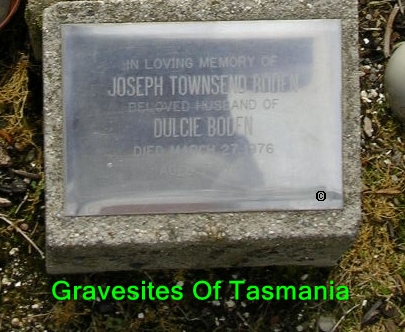 IN LOVING MEMORY OF
JOSEPH TOWNSEND BODEN
BELOVED HUSBAND OF
DULCIE BODEN
DIED MARCH 27 1976
AGED
©
Gravesites Of Tasmania